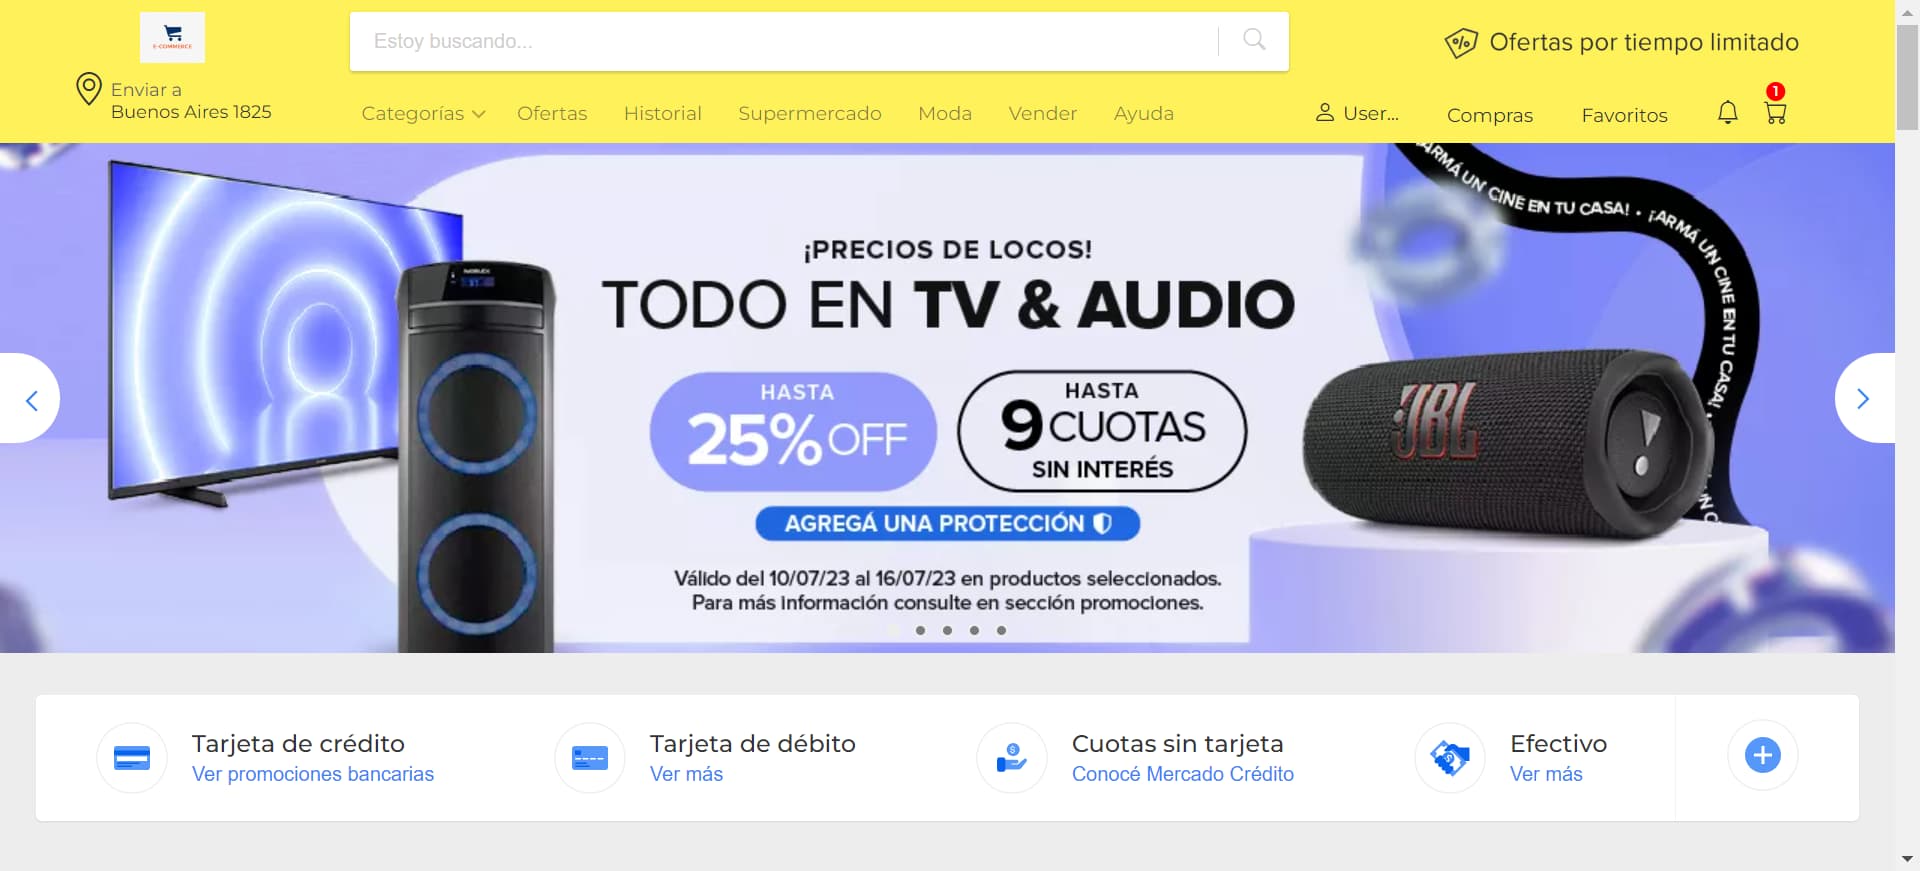 E-COMMERCE
Estoy buscando...
Ofertas por tiempo limitado
Enviar a
Buenos Aires 1825
Categorías
Ofertas
Historial
Supermercado
Moda
Vender
Ayuda
User...
Compras
Favoritos
1
¡PRECIOS DE LOCOS!
TODO EN TV & AUDIO
HASTA
25% OFF
HASTA
9 CUOTAS
SIN INTERÉS
AGREGÁ UNA PROTECCIÓN
Válido del 10/07/23 al 16/07/23 en productos seleccionados.
Para más información consulte en sección promociones.
NOBLEX
JBL
ARMÁ UN CINE EN TU CASA! • ¡ARMÁ UN CINE EN TU CASA! •
Tarjeta de crédito
Ver promociones bancarias
Tarjeta de débito
Ver más
Cuotas sin tarjeta
Conocé Mercado Crédito
Efectivo
Ver más